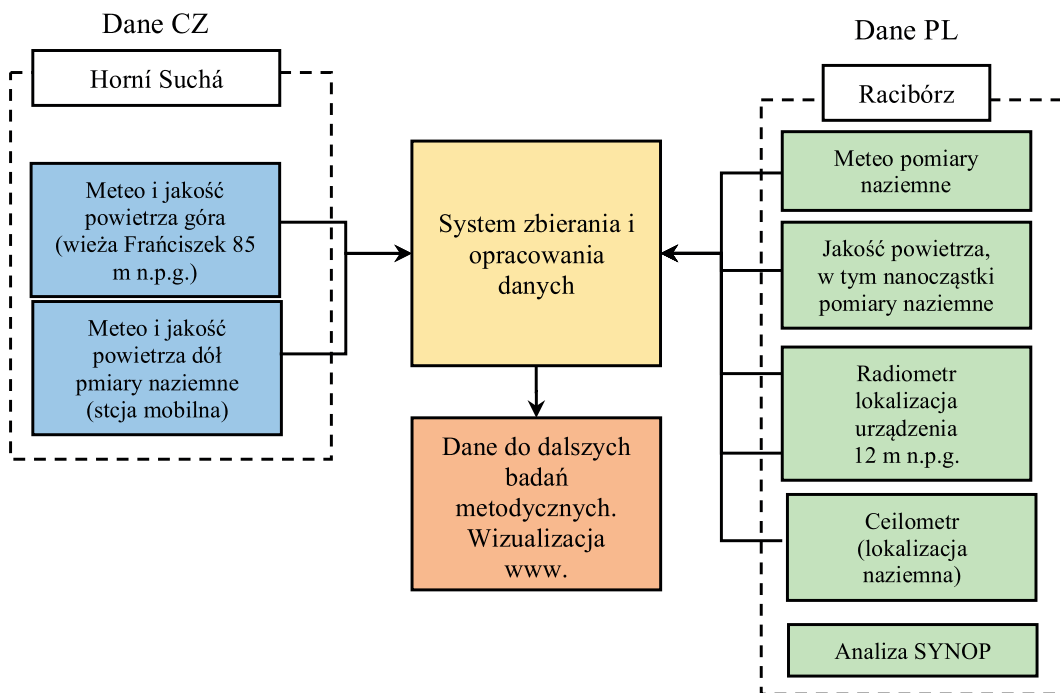 Dane CZ
Horní Suchá
Meteo i jakość
powietrza góra
(wieża Frańciszek 85
m n.p.g.)
Meteo i jakość
powietrza dół
pmiary naziemne
(stcja mobilna)
System zbierania i
opracowania
danych
Dane do dalszych
badań
metodycznych.
Wizualizacja
www.
Dane PL
Racibórz
Meteo pomiary
naziemne
Jakość powietrza,
w tym nanocząstki
pomiary naziemne
Radiometr
lokalizacja
urządzenia
12 m n.p.g.
Ceilometr
(lokalizacja
naziemna)
Analiza SYNOP